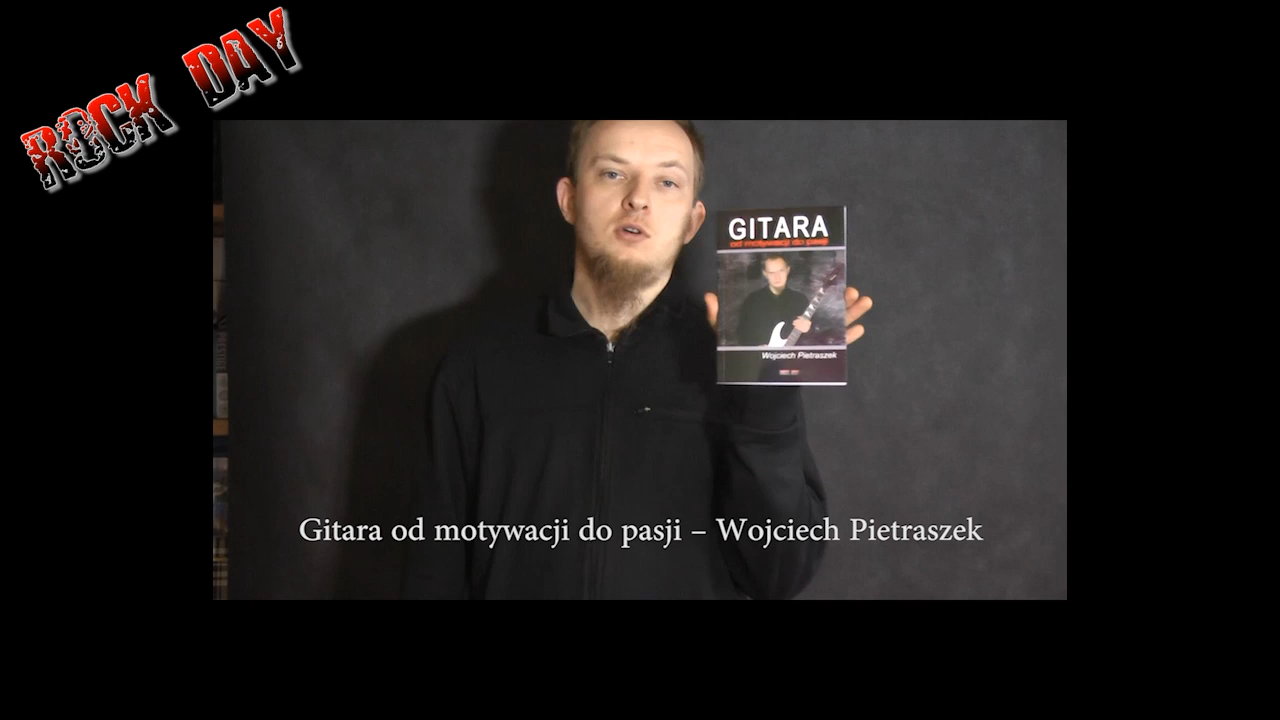 ROCK DAY
GITARA
od motywacji do pasji
Wojciech Pietraszek
Gitara od motywacji do pasji – Wojciech Pietraszek